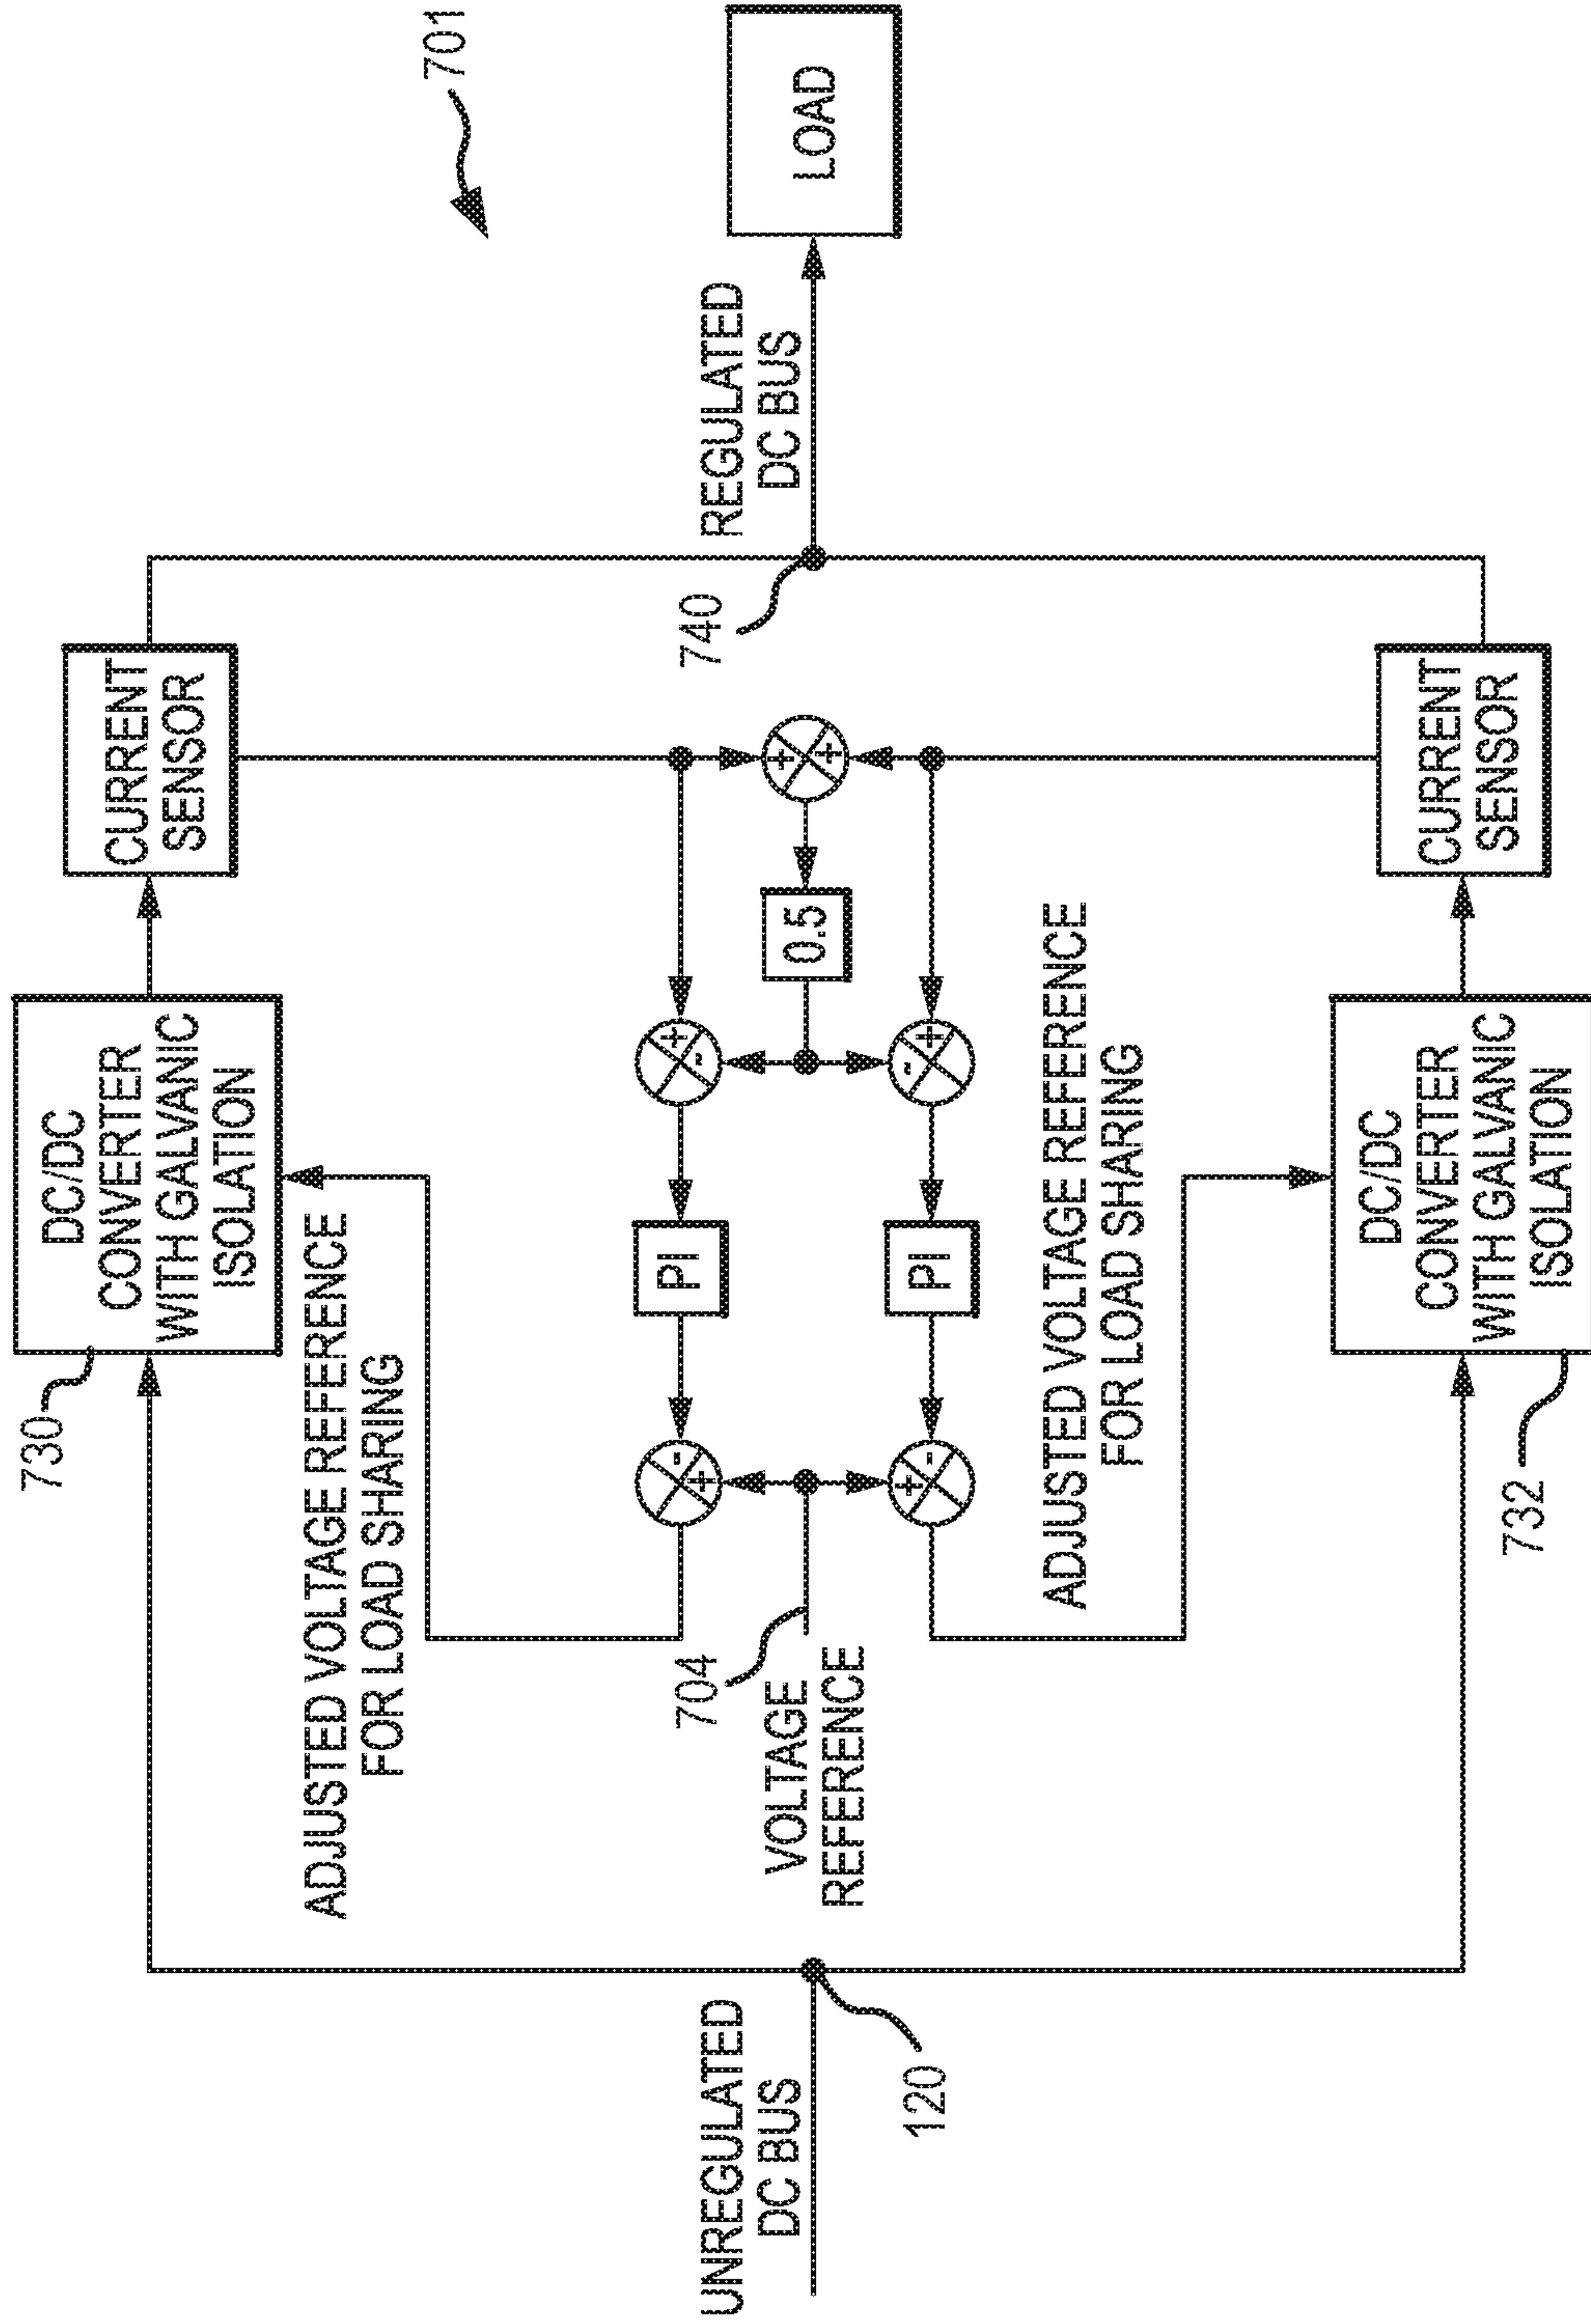 701
730
DC/DC
CONVERTER
WITH GALVANIC
ISOLATION
CURRENT
SENSOR
ADJUSTED VOLTAGE REFERENCE
FOR LOAD SHARING
740
REGULATED
DC BUS
LOAD
+
-
+
+
PI
-
+
0.5
704
VOLTAGE
REFERENCE
UNREGULATED
DC BUS
120
+
-
PI
-
+
ADJUSTED VOLTAGE REFERENCE
FOR LOAD SHARING
DC/DC
CONVERTER
WITH GALVANIC
ISOLATION
732
CURRENT
SENSOR